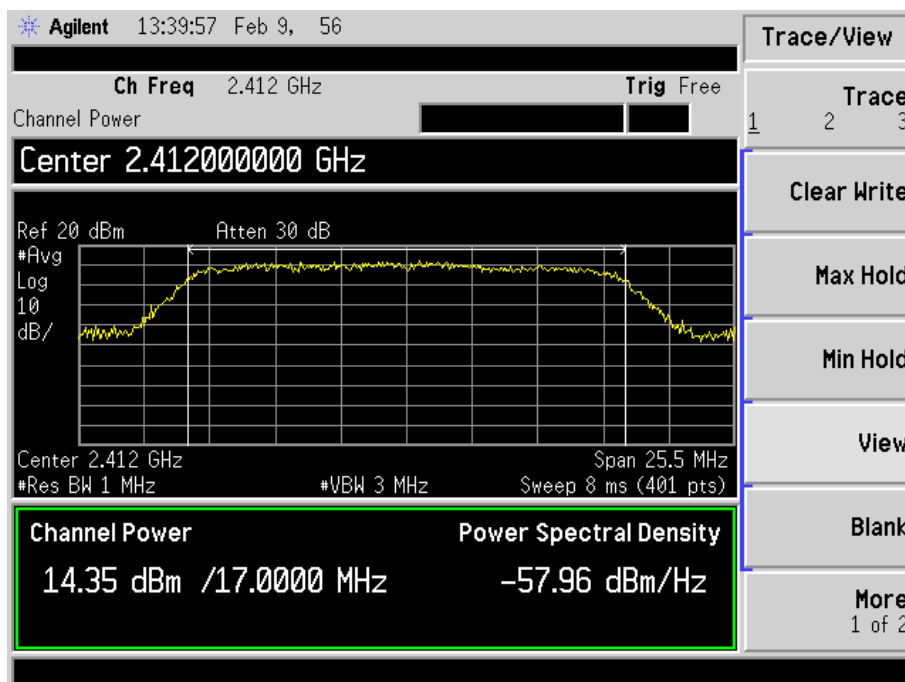 Agilent 13:39:57 Feb 9, 56
Trace/View
Ch Freq 2.412 GHz Trig Free
Channel Power
Trace
1 2 3
Center 2.412000000 GHz
Clear Write
Ref 20 dBm Atten 30 dB
#Avg
Log
10
dB/
Max Hold
Min Hold
View
Center 2.412 GHz Span 25.5 MHz
#Res BW 1 MHz #VBW 3 MHz Sweep 8 ms (401 pts)
Channel Power Power Spectral Density
14.35 dBm /17.0000 MHz -57.96 dBm/Hz
Blank
More
1 of 2